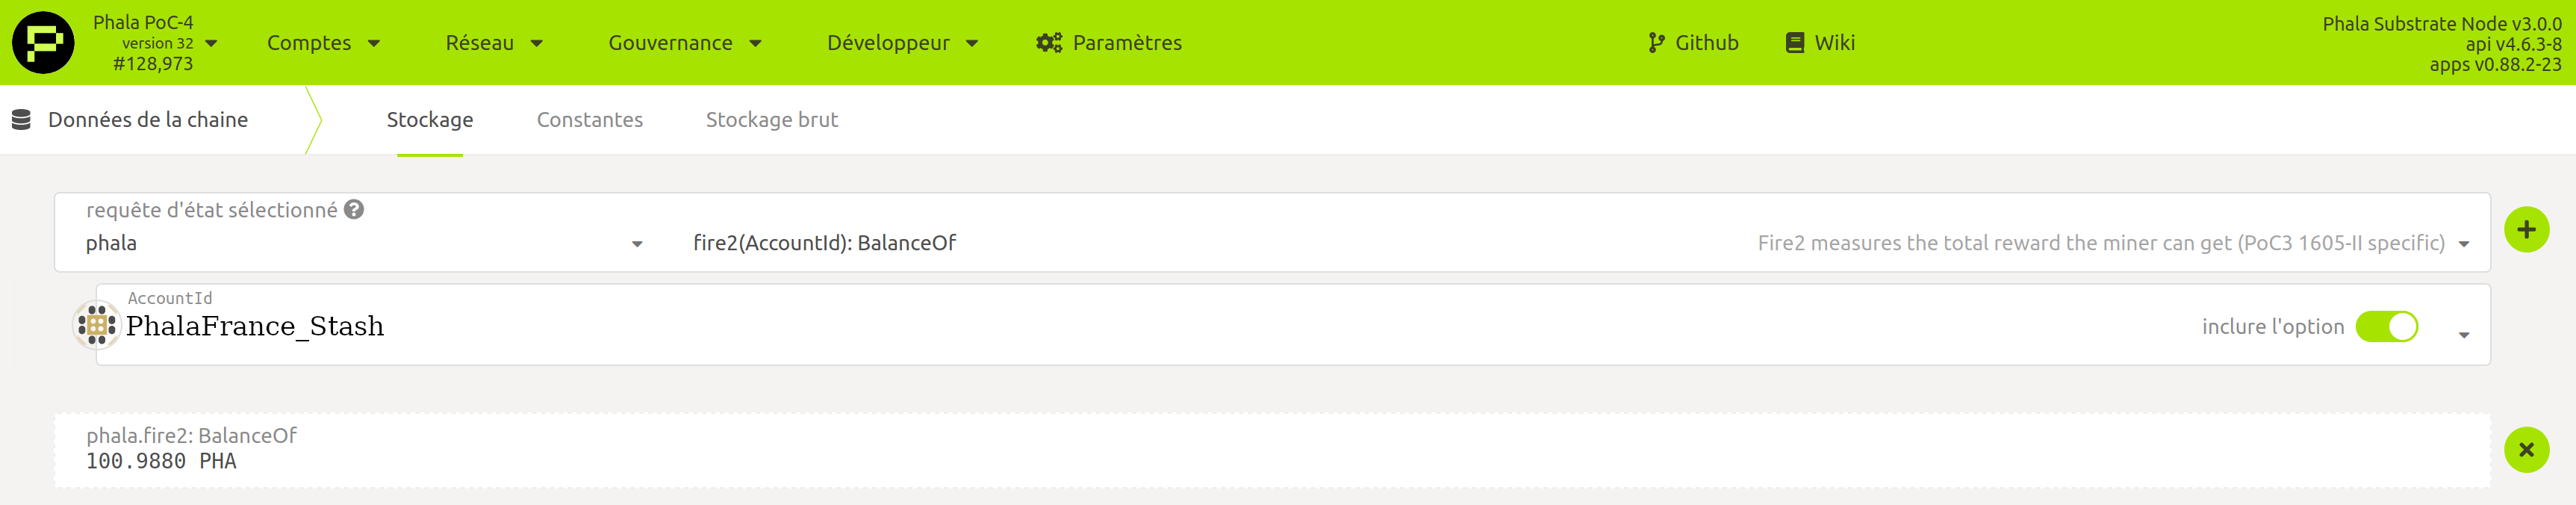 Phala PoC-4
version 32
#128,973
Comptes
Réseau
Gouvernance
Développeur
Paramètres
Github
Wiki
Phala Substrate Node v3.0.0
api v4.6.3-8
apps v0.88.2-23
Données de la chaine
Stockage
Constantes
Stockage brut
requête d'état sélectionné
phala
fire2(AccountId): BalanceOf
Fire2 measures the total reward the miner can get (PoC3 1605-II specific)
AccountId
PhalaFrance_Stash
inclure l'option
phala.fire2: BalanceOf
100.9880 PHA